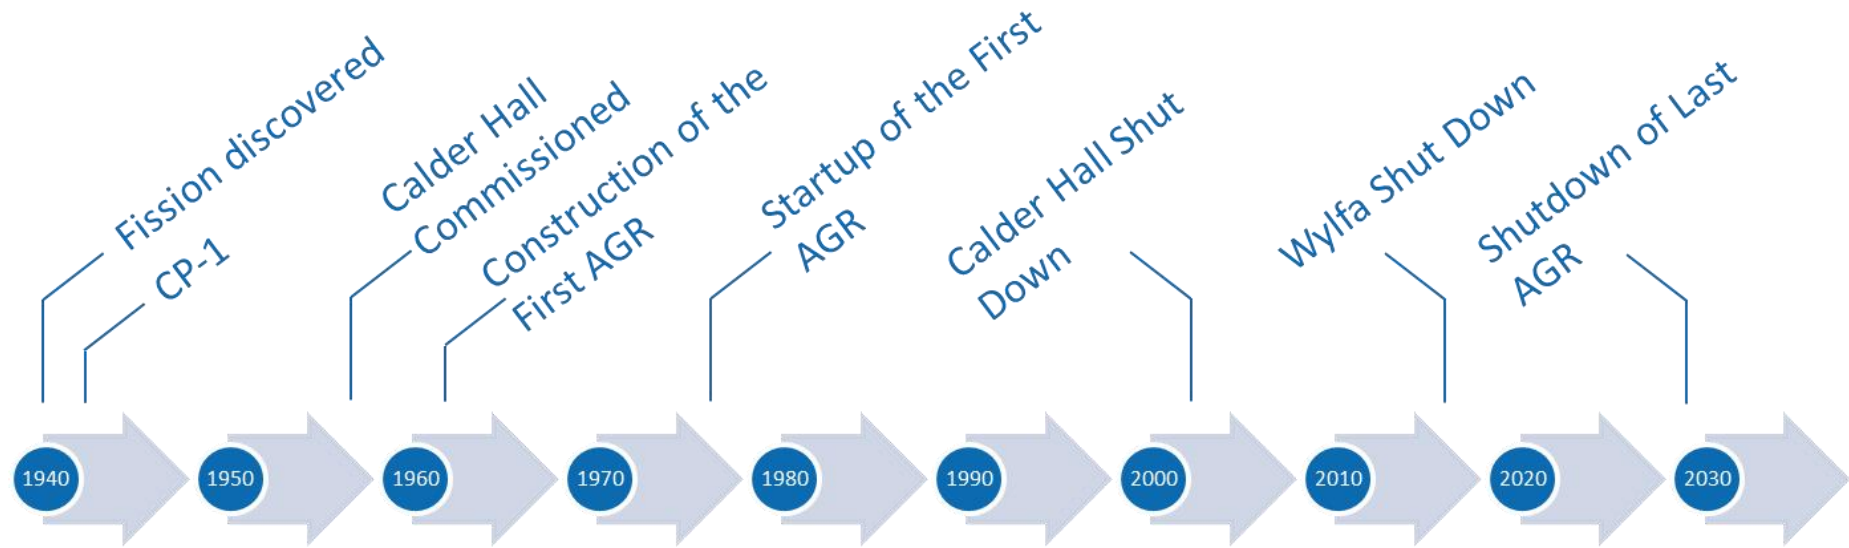 Fission discovered
CP-1
Calder Hall
Commissioned
Construction of the
First AGR
Startup of the First
AGR
Calder Hall Shut
Down
Wylfa Shut Down
Shutdown of Last
AGR
1940
1950
1960
1970
1980
1990
2000
2010
2020
2030